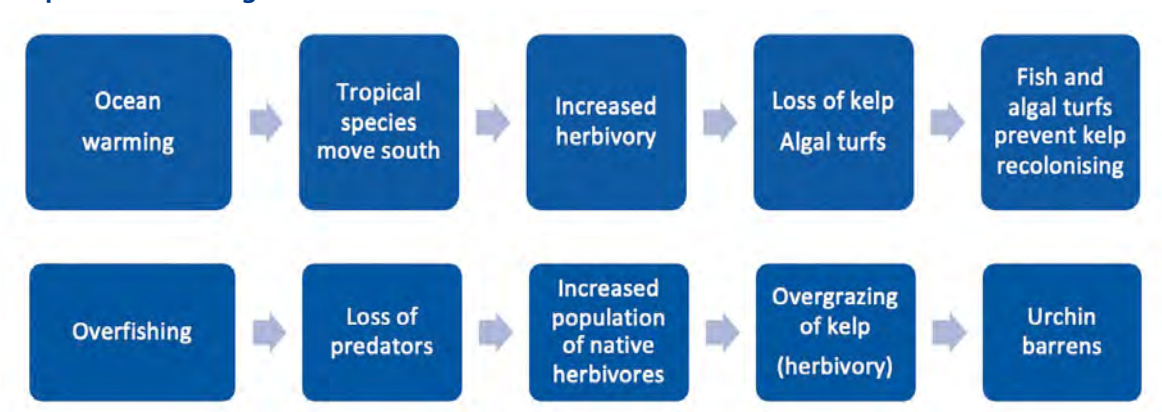 Ocean
warming
Tropical
species
move south
Increased
herbivory
Loss of kelp
Algal turfs
Fish and
algal turfs
prevent kelp
recolonising
Overfishing
Loss of
predators
Increased
population
of native
herbivores
Overgrazing
of kelp
(herbivory)
Urchin
barrens